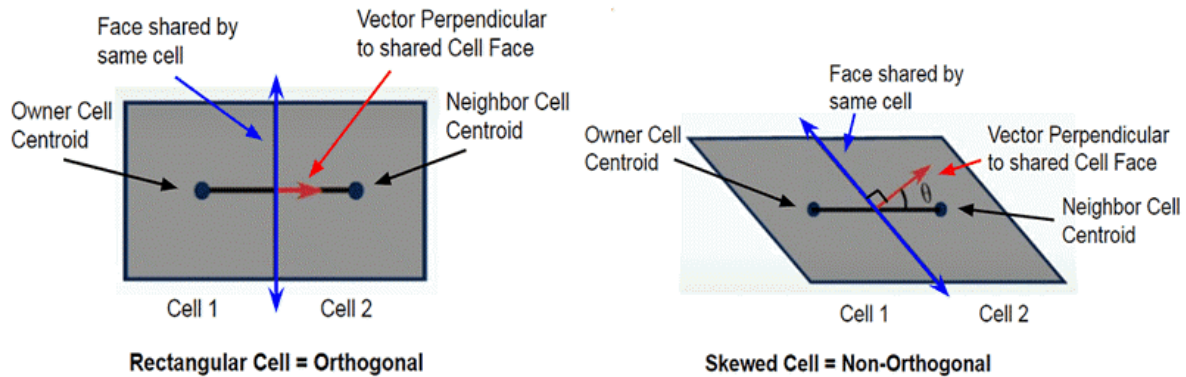 Face shared by
same cell
Vector Perpendicular
to shared Cell Face
Owner Cell
Centroid
Neighbor Cell
Centroid
Cell 1
Cell 2
Rectangular Cell = Orthogonal
Face shared by
same cell
Owner Cell
Centroid
Vector Perpendicular
to shared Cell Face
θ
Neighbor Cell
Centroid
Cell 1
Cell 2
Skewed Cell = Non-Orthogonal